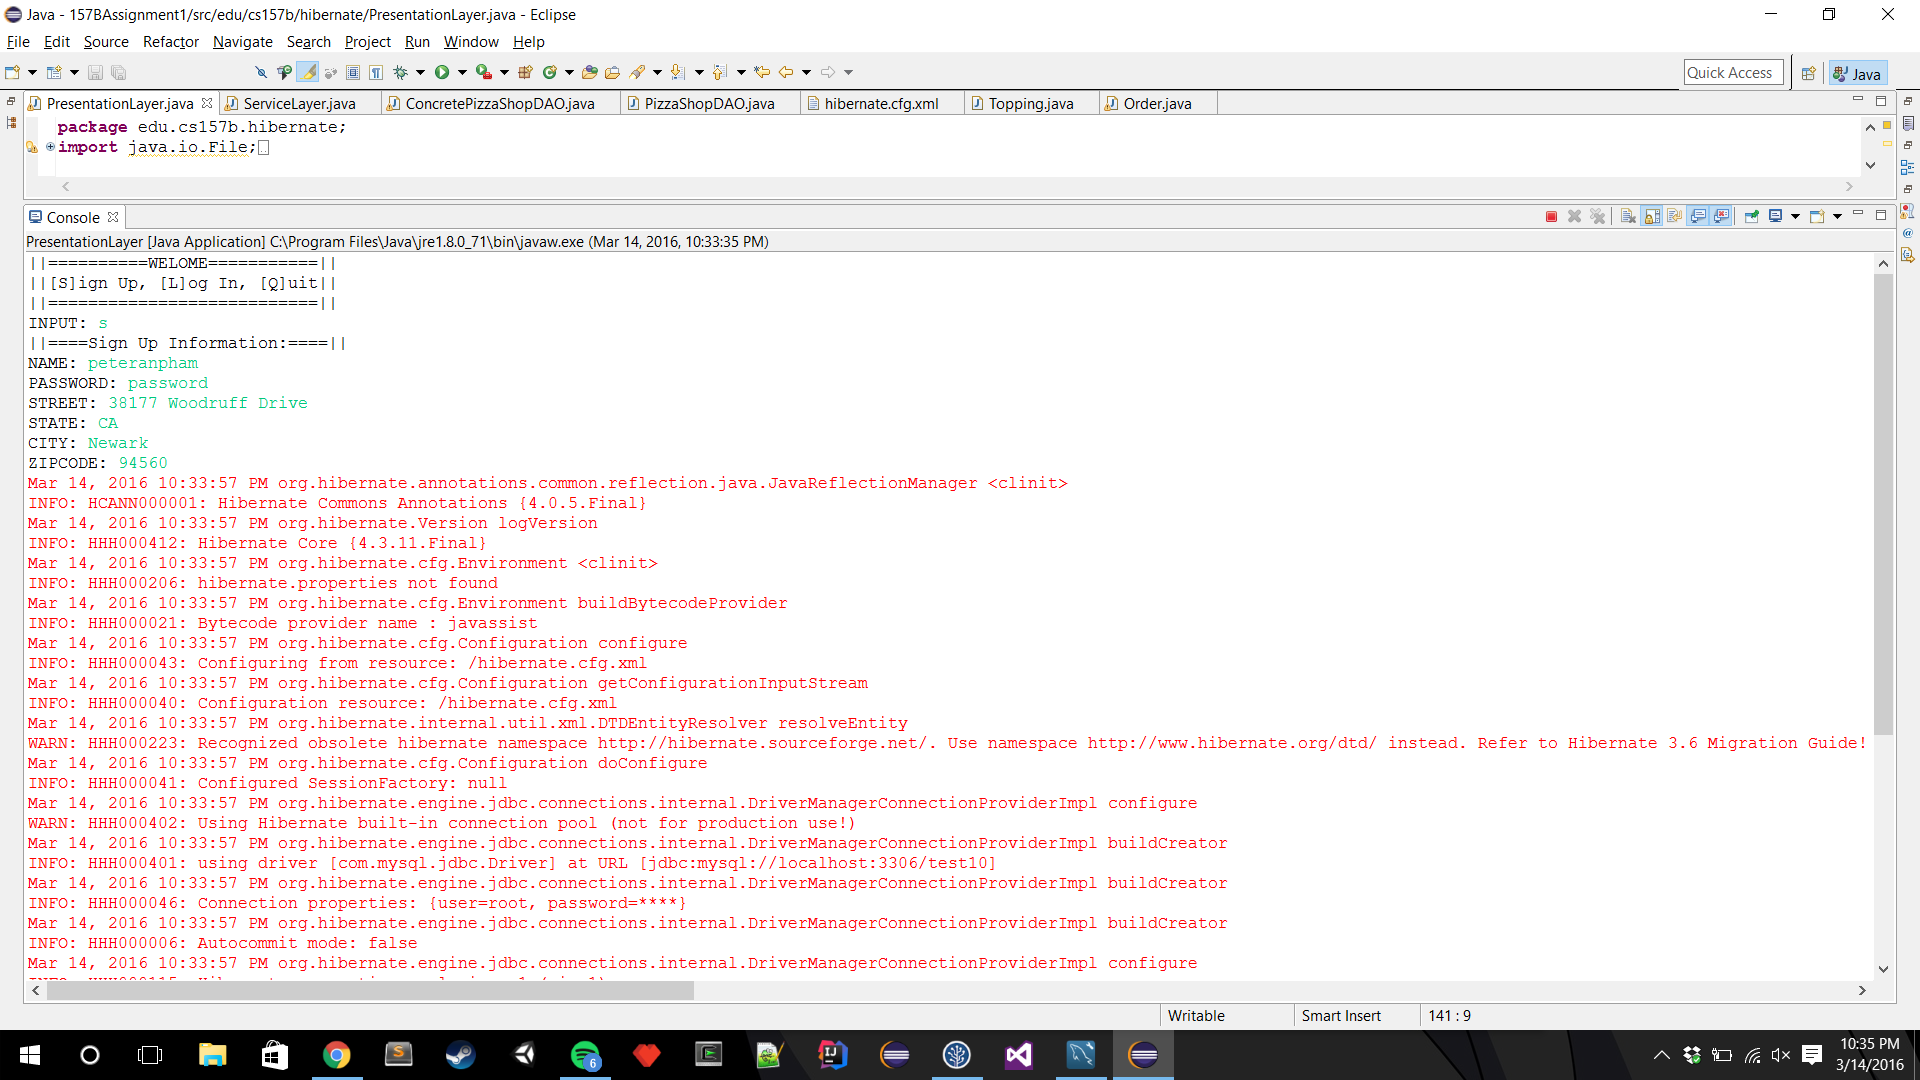 Java - 157BAssignment1/src/edu/cs157b/hibernate/PresentationLayer.java - Eclipse
File Edit Source Refactor Navigate Search Project Run Window Help
Quick Access Java
PresentationLayer.java ServiceLayer.java ConcretePizzaShopDAO.java PizzaShopDAO.java hibernate.cfg.xml Topping.java Order.java
package edu.cs157b.hibernate;
import java.io.File;
Console
PresentationLayer [Java Application] C:\Program Files\Java\jre1.8.0_71\bin\javaw.exe (Mar 14, 2016, 10:33:35 PM)
||==========WELOME===========||
||[S]ign Up, [L]og In, [Q]uit||
||===========================||
INPUT: s
||====Sign Up Information:====||
NAME: peteranpham
PASSWORD: password
STREET: 38177 Woodruff Drive
STATE: CA
CITY: Newark
ZIPCODE: 94560
Mar 14, 2016 10:33:57 PM org.hibernate.annotations.common.reflection.java.JavaReflectionManager <clinit>
INFO: HCANN000001: Hibernate Commons Annotations {4.0.5.Final}
Mar 14, 2016 10:33:57 PM org.hibernate.Version logVersion
INFO: HHH000412: Hibernate Core {4.3.11.Final}
Mar 14, 2016 10:33:57 PM org.hibernate.cfg.Environment <clinit>
INFO: HHH000206: hibernate.properties not found
Mar 14, 2016 10:33:57 PM org.hibernate.cfg.Environment buildBytecodeProvider
INFO: HHH000021: Bytecode provider name : javassist
Mar 14, 2016 10:33:57 PM org.hibernate.cfg.Configuration configure
INFO: HHH000043: Configuring from resource: /hibernate.cfg.xml
Mar 14, 2016 10:33:57 PM org.hibernate.cfg.Configuration getConfigurationInputStream
INFO: HHH000040: Configuration resource: /hibernate.cfg.xml
Mar 14, 2016 10:33:57 PM org.hibernate.internal.util.xml.DTDEntityResolver resolveEntity
WARN: HHH000223: Recognized obsolete hibernate namespace http://hibernate.sourceforge.net/. Use namespace http://www.hibernate.org/dtd/ instead. Refer to Hibernate 3.6 Migration Guide!
Mar 14, 2016 10:33:57 PM org.hibernate.cfg.Configuration doConfigure
INFO: HHH000041: Configured SessionFactory: null
Mar 14, 2016 10:33:57 PM org.hibernate.engine.jdbc.connections.internal.DriverManagerConnectionProviderImpl configure
WARN: HHH000402: Using Hibernate built-in connection pool (not for production use!)
Mar 14, 2016 10:33:57 PM org.hibernate.engine.jdbc.connections.internal.DriverManagerConnectionProviderImpl buildCreator
INFO: HHH000401: using driver [com.mysql.jdbc.Driver] at URL [jdbc:mysql://localhost:3306/test10]
Mar 14, 2016 10:33:57 PM org.hibernate.engine.jdbc.connections.internal.DriverManagerConnectionProviderImpl buildCreator
INFO: HHH000046: Connection properties: {user=root, password=****}
Mar 14, 2016 10:33:57 PM org.hibernate.engine.jdbc.connections.internal.DriverManagerConnectionProviderImpl buildCreator
INFO: HHH000006: Autocommit mode: false
Mar 14, 2016 10:33:57 PM org.hibernate.engine.jdbc.connections.internal.DriverManagerConnectionProviderImpl configure
Writable Smart Insert 141 : 9
10:35 PM
3/14/2016